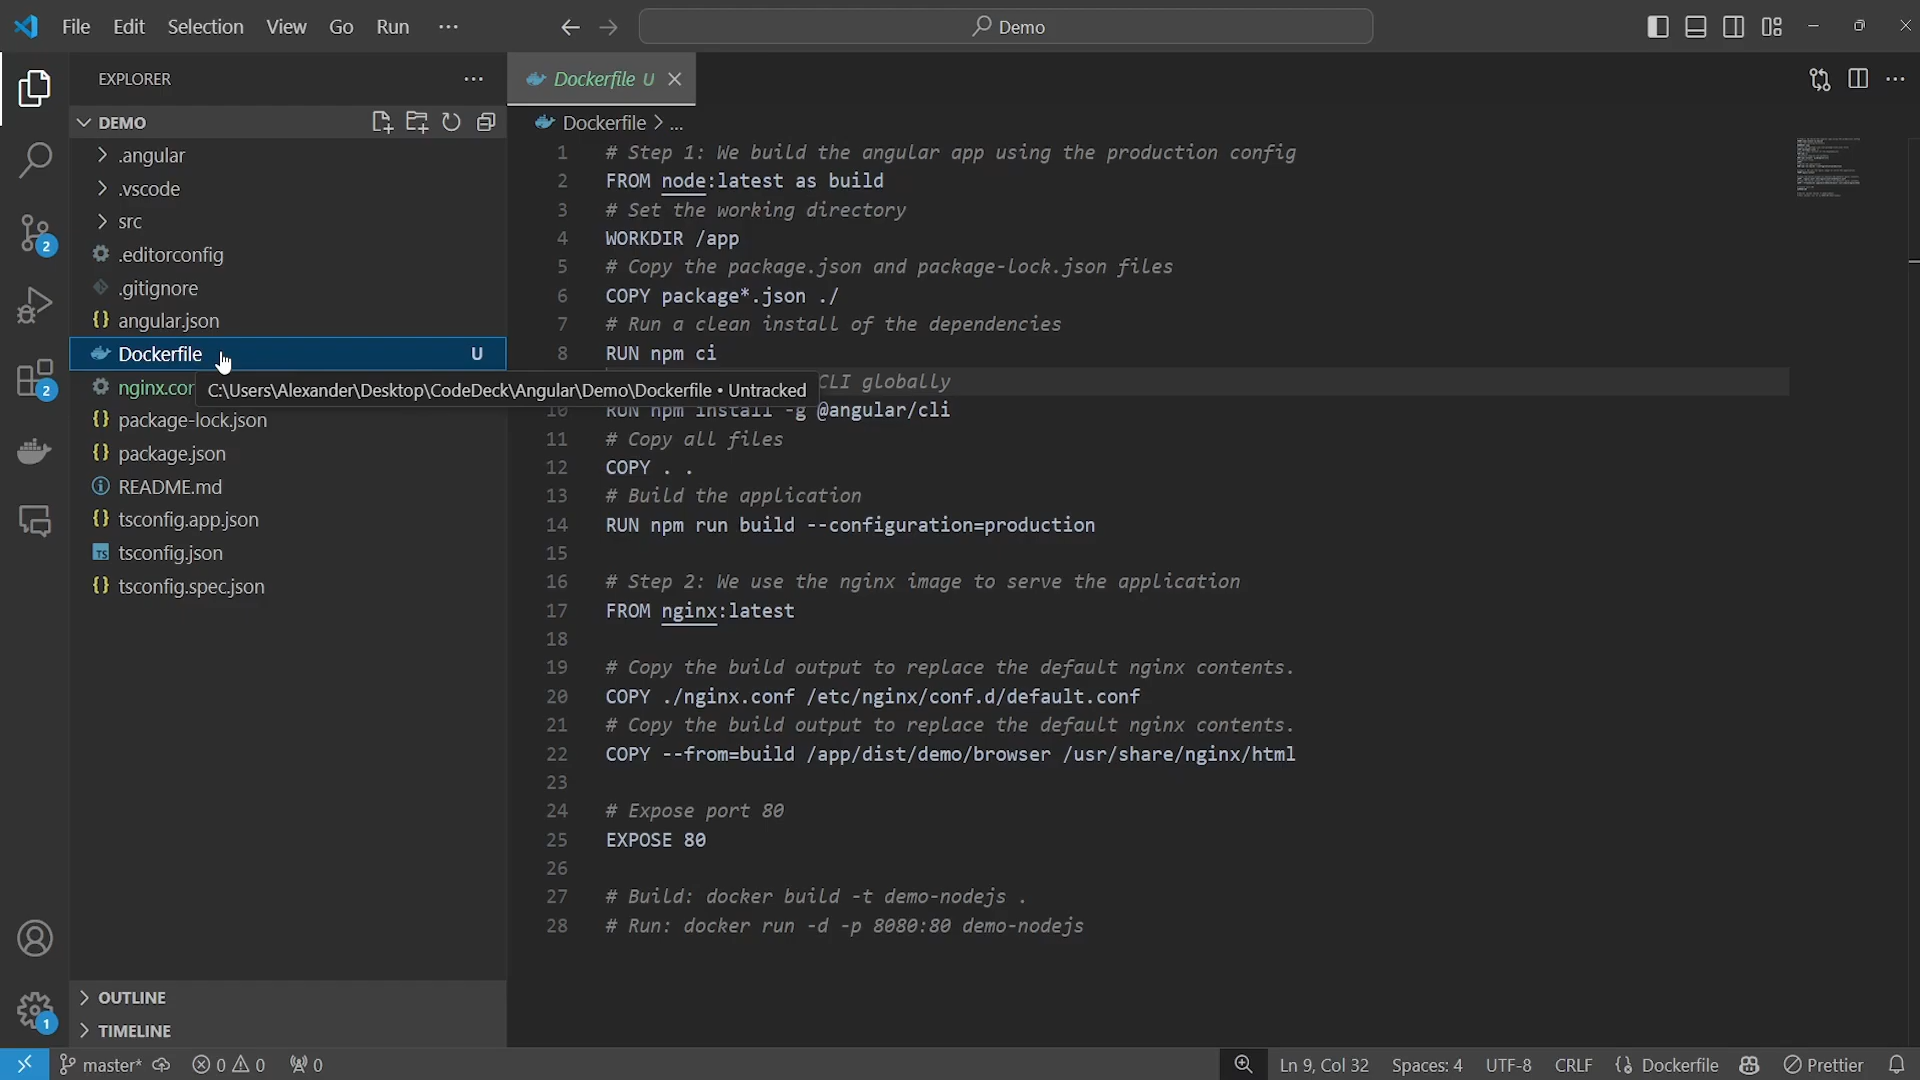 File Edit Selection View Go Run ···
Demo
EXPLORER ···
DEMO
.angular
.vscode
src
.editorconfig
.gitignore
angular.json
Dockerfile U
nginx.con
package-lock.json
package.json
README.md
tsconfig.app.json
TS tsconfig.json
tsconfig.spec.json
OUTLINE
TIMELINE
2
2
1
C:\Users\Alexander\Desktop\CodeDeck\Angular\Demo\Dockerfile • Untracked
Dockerfile U
Dockerfile > ...
1 # Step 1: We build the angular app using the production config
2 FROM node:latest as build
3 # Set the working directory
4 WORKDIR /app
5 # Copy the package.json and package-lock.json files
6 COPY package*.json ./
7 # Run a clean install of the dependencies
8 RUN npm ci
CLI globally
10 RUN npm install -g @angular/cli
11 # Copy all files
12 COPY . .
13 # Build the application
14 RUN npm run build --configuration=production
15
16 # Step 2: We use the nginx image to serve the application
17 FROM nginx:latest
18
19 # Copy the build output to replace the default nginx contents.
20 COPY ./nginx.conf /etc/nginx/conf.d/default.conf
21 # Copy the build output to replace the default nginx contents.
22 COPY --from=build /app/dist/demo/browser /usr/share/nginx/html
23
24 # Expose port 80
25 EXPOSE 80
26
27 # Build: docker build -t demo-nodejs .
28 # Run: docker run -d -p 8080:80 demo-nodejs
master* 0 0 0 Ln 9, Col 32 Spaces: 4 UTF-8 CRLF Dockerfile Prettier